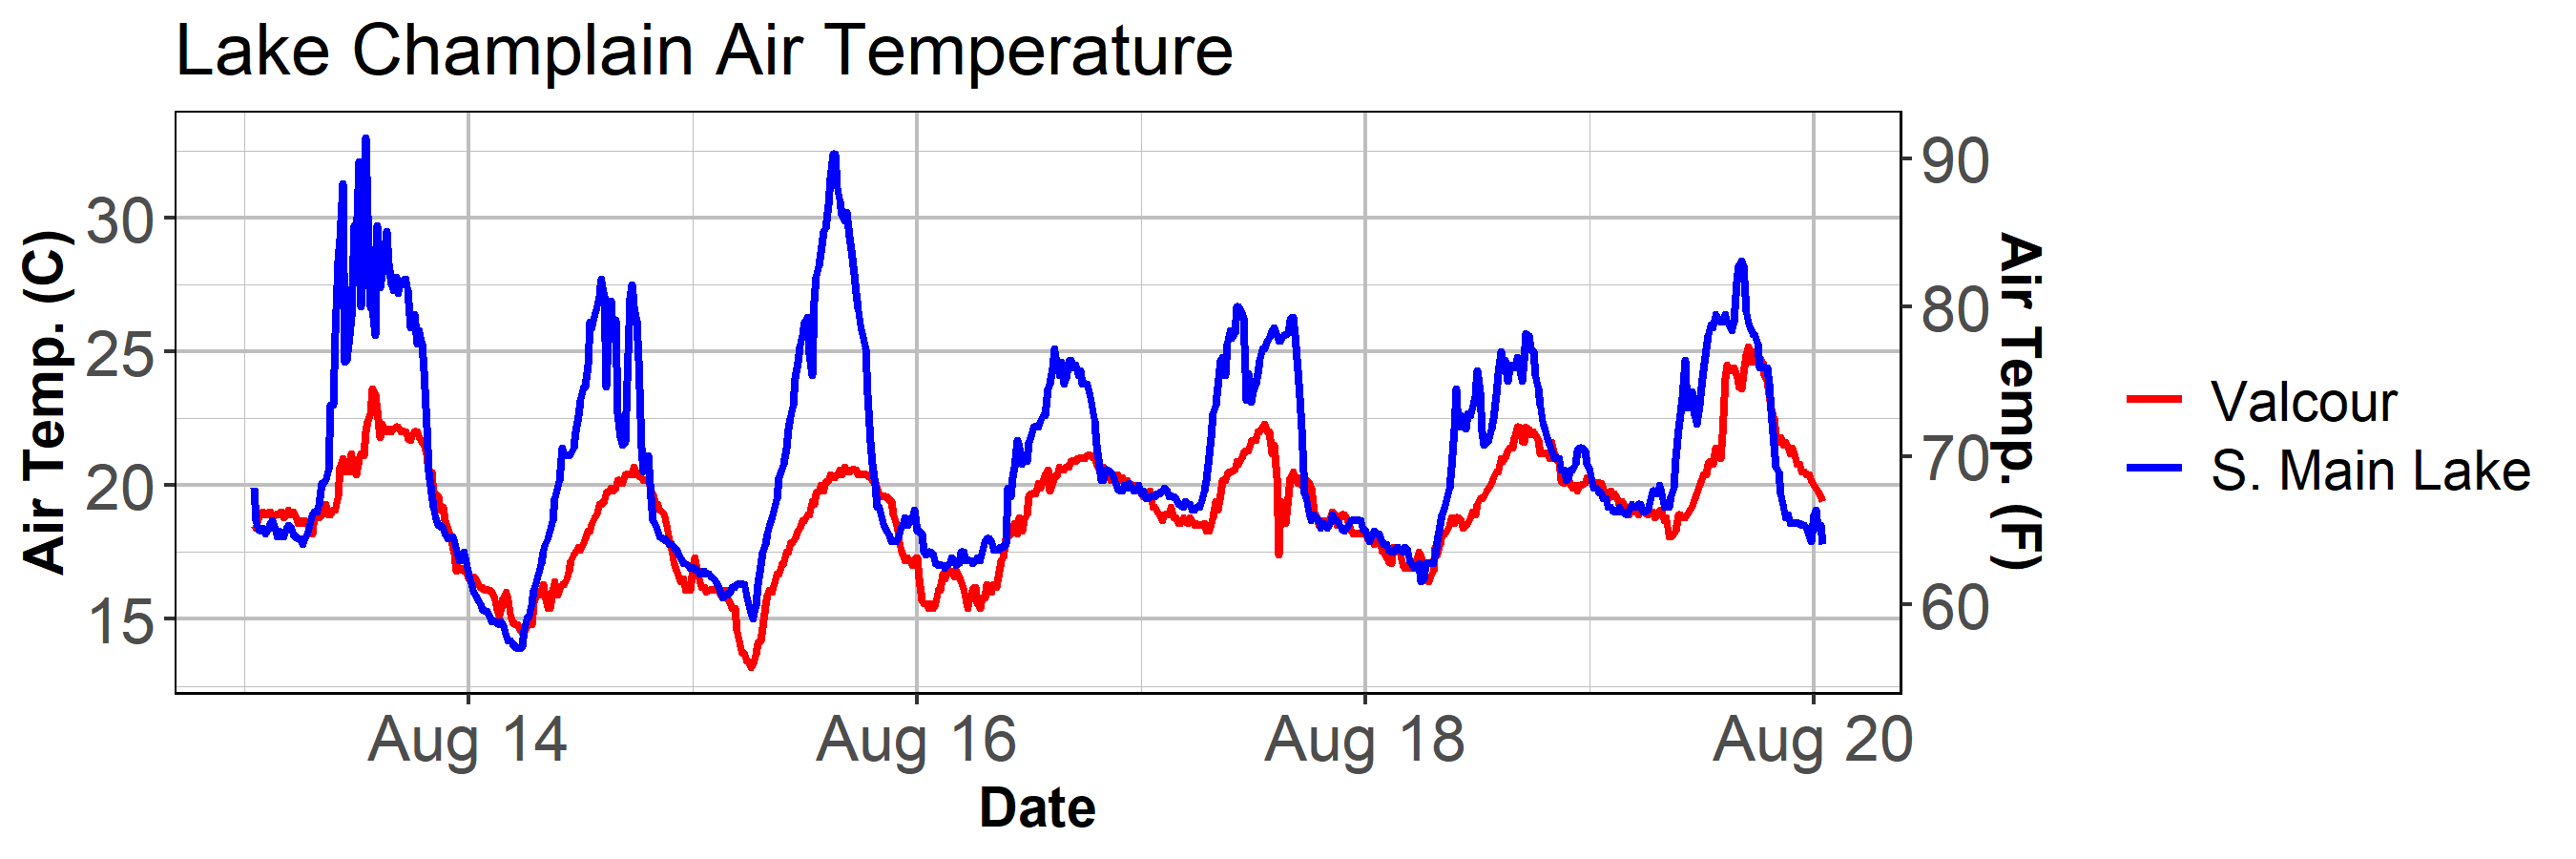 Lake Champlain Air Temperature
Air Temp. (C)
30
25
20
15
90
80
70
60
Air Temp. (F)
Aug 14
Aug 16
Aug 18
Aug 20
Date
Valcour
S. Main Lake